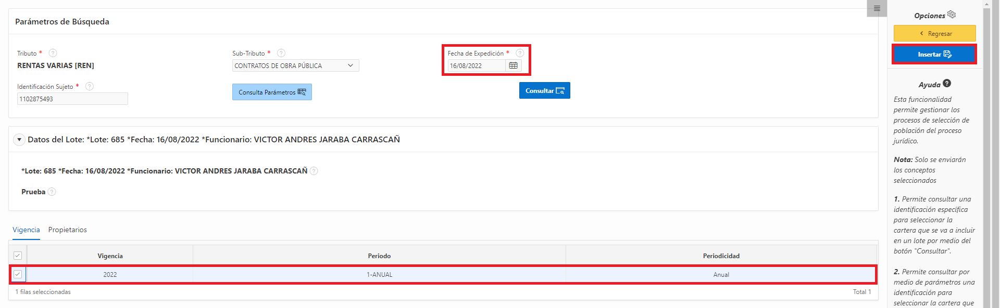 Parámetros de Búsqueda
Tributo * ?
RENTAS VARIAS [REN]
Sub-Tributo * ?
CONTRATOS DE OBRA PÚBLICA
Fecha de Expedición * ?
16/08/2022
Identificación Sujeto * ?
1102875493
Consulta Parámetros
Consultar
Datos del Lote: *Lote: 685 *Fecha: 16/08/2022 *Funcionario: VICTOR ANDRES JARABA CARRASCAÑ
*Lote: 685 *Fecha: 16/08/2022 *Funcionario: VICTOR ANDRES JARABA CARRASCAÑ ?
Prueba ?
Vigencia Propietarios
Vigencia Periodo Periodicidad
2022 1-ANUAL Anual
1 filas seleccionadas Total 1
Opciones
Regresar
Insertar
Ayuda ?
Esta funcionalidad
permite gestionar los
procesos de selección de
población del proceso
jurídico.
Nota: Solo se enviarán
los conceptos
seleccionados
1. Permite consultar una
identificación específica
para seleccionar la
cartera que se va a incluir
en un lote por medio del
botón "Consultar".
2. Permite consultar por
medio de parámetros una
identificación para
seleccionar la cartera que